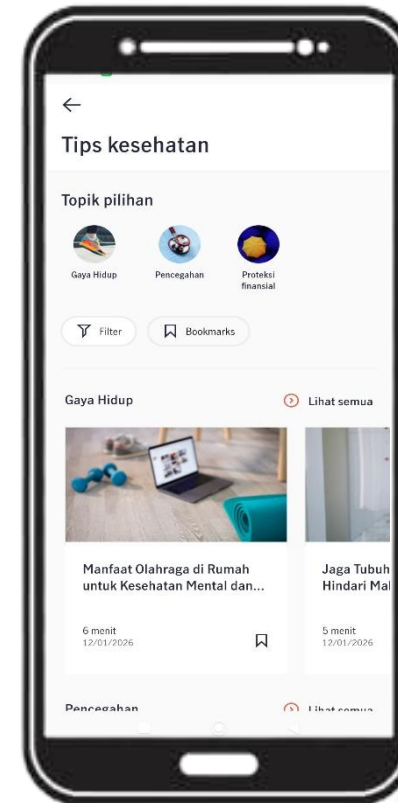 Tips kesehatan
Topik pilihan
Gaya Hidup
Pencegahan
Proteksi
finansial
Filter
Bookmarks
Gaya Hidup
Lihat semua
Manfaat Olahraga di Rumah
untuk Kesehatan Mental dan...
6 menit
12/01/2026
Jaga Tubuh
Hindari Mal
5 menit
12/01/2026
Pencegahan
Lihat semua